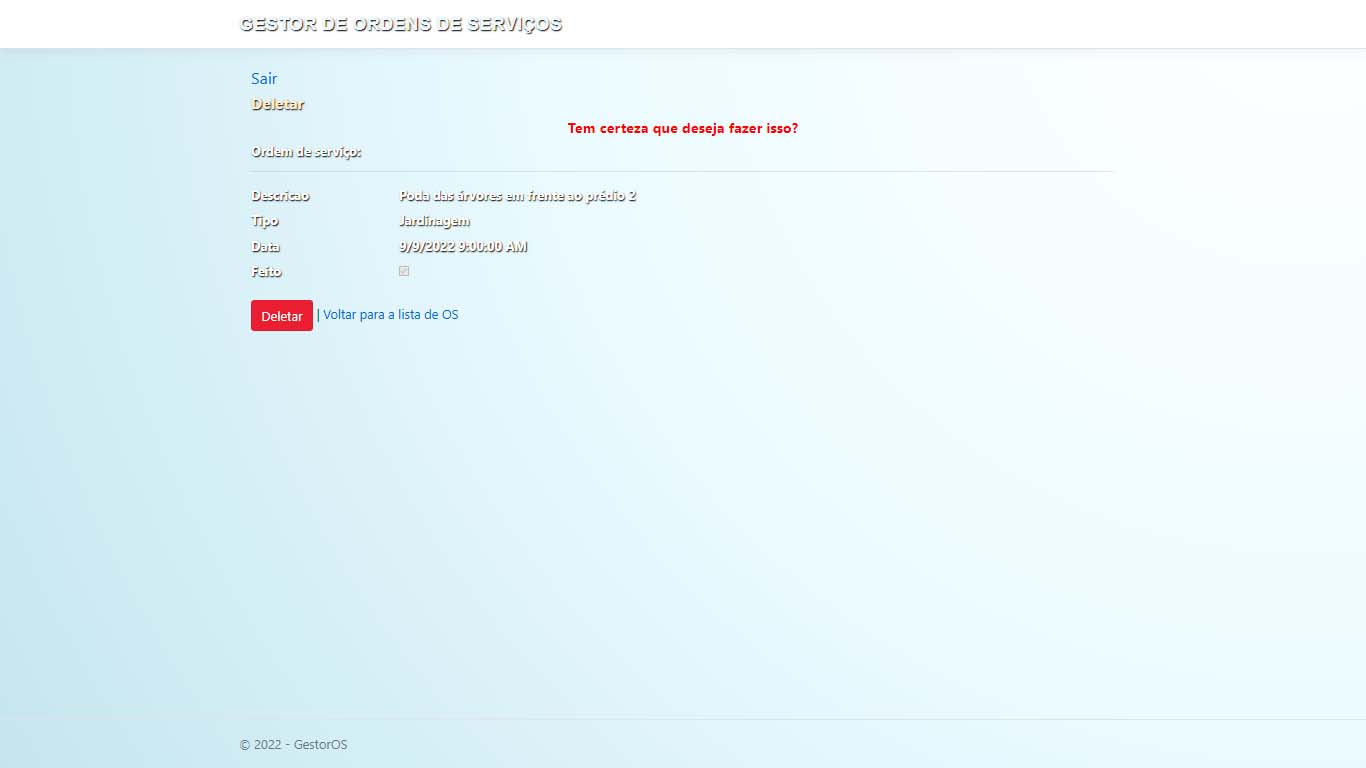 GESTOR DE ORDENS DE SERVIÇOS
Sair
Deletar
Tem certeza que deseja fazer isso?
Ordem de serviço:
Descricao Poda das árvores em frente ao prédio 2
Tipo Jardinagem
Data 9/9/2022 9:00:00 AM
Feito
Deletar | Voltar para a lista de OS
© 2022 - GestorOS